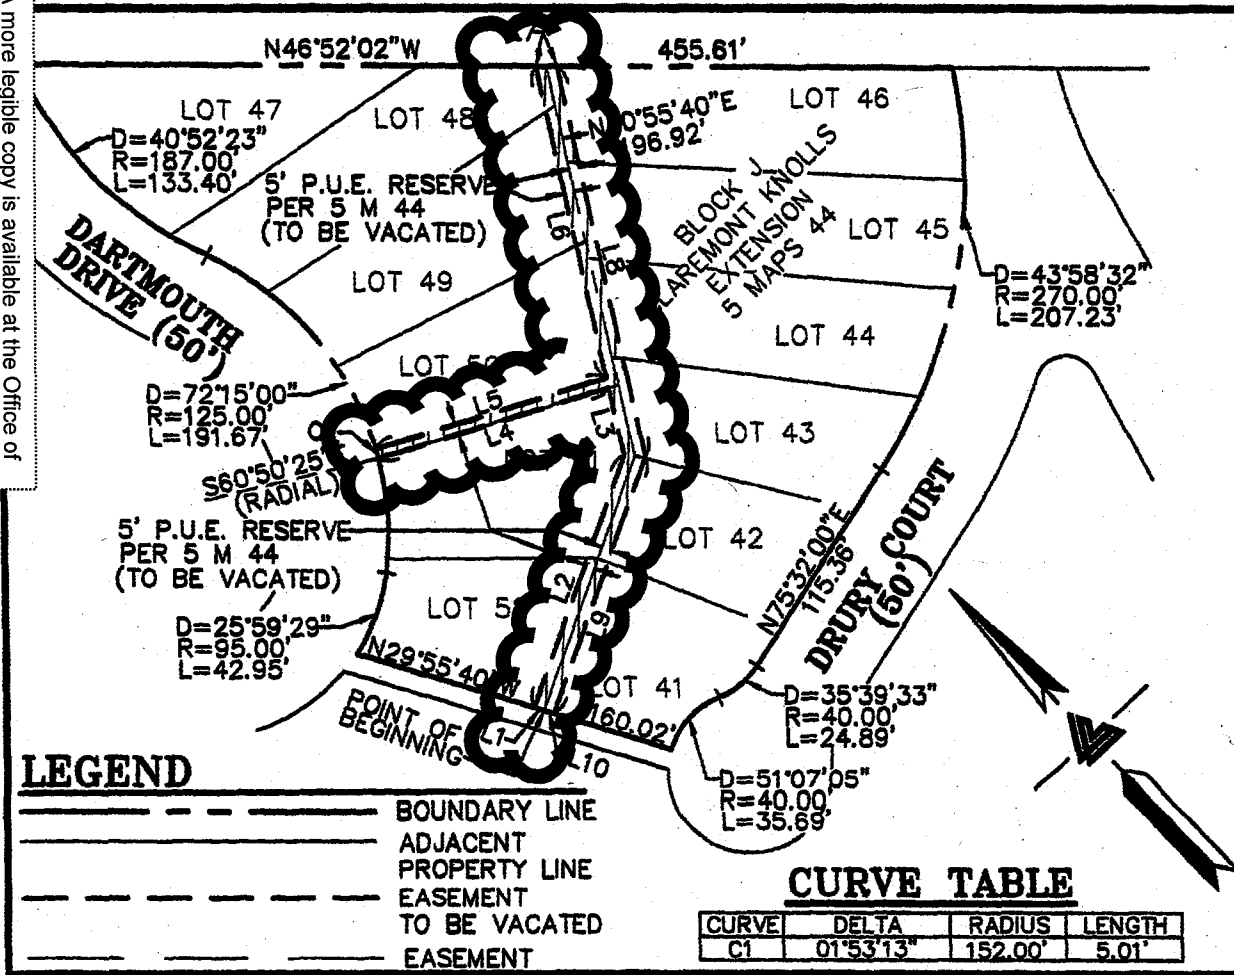 A more legible copy is available at the Office of
N46°52'02"W
455.61'
LOT 47
LOT 48
LOT 46
D=40°52'23"
R=187.00'
L=133.40'
0°55'40"E
196.92'
5' P.U.E. RESERVE
PER 5 M 44
(TO BE VACATED)
BLOCK J
CLAREMONT KNOLLS
EXTENSION
5 MAPS 44
L6
L8
LOT 45
DARTMOUTH
DRIVE (50')
LOT 49
D=43°58'32"
R=270.00'
L=207.23'
LOT 44
LOT 50
D=72°15'00"
R=125.00'
L=191.67'
L5
L4
L3
LOT 43
S60°50'25"
(RADIAL)
5' P.U.E. RESERVE
PER 5 M 44
(TO BE VACATED)
LOT 42
N75°32'00"E
115.36'
DRURY COURT
(50')
L2
L9
LOT 5
D=25°59'29"
R=95.00'
L=42.95'
N29°55'40"W
160.02'
LOT 41
POINT OF
BEGINNING
L1
L10
D=35°39'33"
R=40.00'
L=24.89'
D=51°07'05"
R=40.00'
L=35.69'
LEGEND
BOUNDARY LINE
ADJACENT
PROPERTY LINE
EASEMENT
TO BE VACATED
EASEMENT
CURVE TABLE
CURVE DELTA RADIUS LENGTH
C1 01°53'13" 152.00' 5.01'